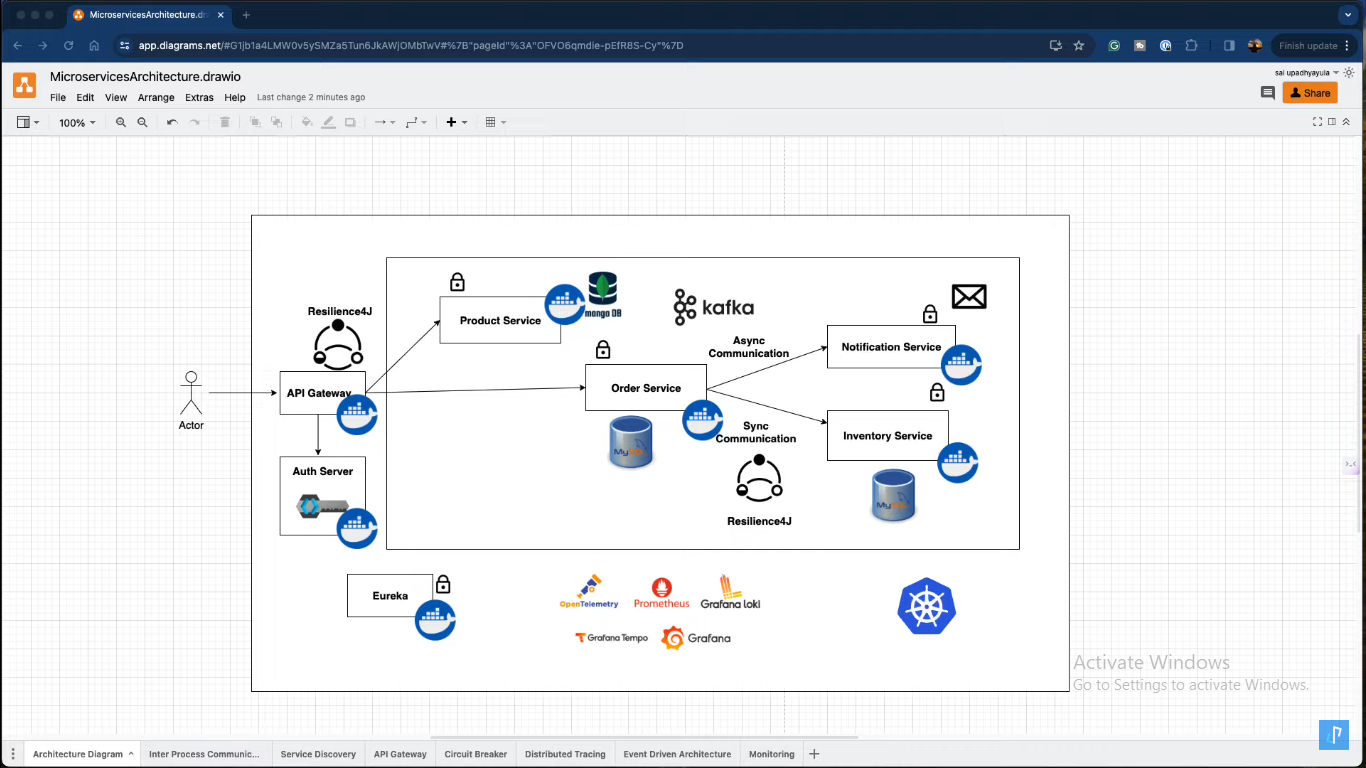 MicroservicesArchitecture.dra
app.diagrams.net/#G1jb1a4LMW0v5ySMZa5Tun6JkAWjOMbTwV#%7B"pageId"%3A"OFVO6qmdie-pEfR8S-Cy"%7D
Finish update
MicroservicesArchitecture.drawio
sai upadhyayula
File Edit View Arrange Extras Help Last change 2 minutes ago
Share
100%
Resilience4J
Product Service
mongo DB
kafka
Async
Communication
Notification Service
API Gateway
Order Service
Actor
MySQL
Sync
Communication
Inventory Service
Auth Server
MySQL
Resilience4J
Eureka
OpenTelemetry
Prometheus
Grafana loki
Grafana Tempo
Grafana
Activate Windows
Go to Settings to activate Windows.
Architecture Diagram Inter Process Communic... Service Discovery API Gateway Circuit Breaker Distributed Tracing Event Driven Architecture Monitoring